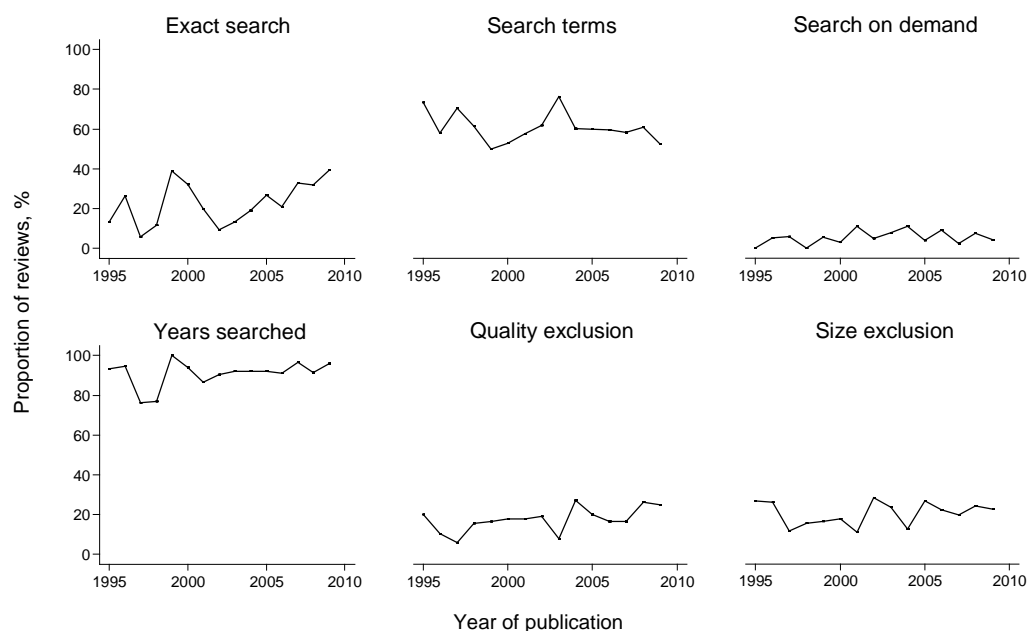 Exact search
Search terms
Search on demand
Proportion of reviews, %
100
80
60
40
20
0
1995 2000 2005 2010
1995 2000 2005 2010
1995 2000 2005 2010
Years searched
Quality exclusion
Size exclusion
100
80
60
40
20
0
1995 2000 2005 2010
1995 2000 2005 2010
1995 2000 2005 2010
Year of publication